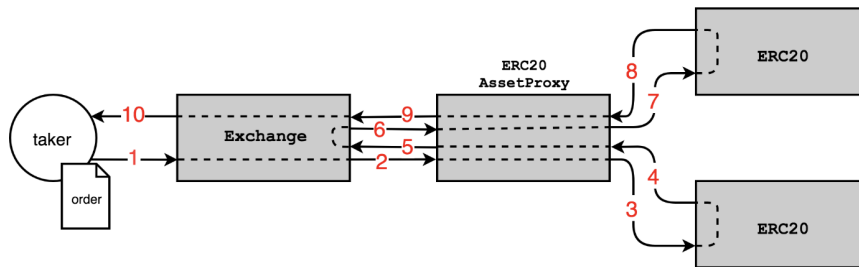 ERC20
AssetProxy
ERC20
8
7
10
9
6
Exchange
taker
5
1
2
4
3
order
ERC20